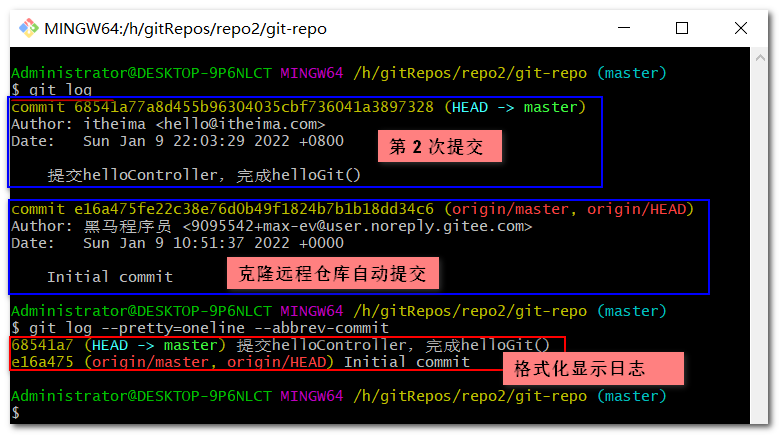 MINGW64:/h/gitRepos/repo2/git-repo
Administrator@DESKTOP-9P6NLCT MINGW64 /h/gitRepos/repo2/git-repo (master)
$ git log
commit 68541a77a8d455b96304035cbf736041a3897328 (HEAD -> master)
Author: itheima <hello@itheima.com>
Date:   Sun Jan 9 22:03:29 2022 +0800
第 2 次提交
提交helloController，完成helloGit()
commit e16a475fe22c38e76d0b49f1824b7b1b18dd34c6 (origin/master, origin/HEAD)
Author: 黑马程序员 <9095542+max-ev@user.noreply.gitee.com>
Date:   Sun Jan 9 10:51:37 2022 +0000
Initial commit
克隆远程仓库自动提交
Administrator@DESKTOP-9P6NLCT MINGW64 /h/gitRepos/repo2/git-repo (master)
$ git log --pretty=oneline --abbrev-commit
68541a7 (HEAD -> master) 提交helloController，完成helloGit()
e16a475 (origin/master, origin/HEAD) Initial commit
格式化显示日志
Administrator@DESKTOP-9P6NLCT MINGW64 /h/gitRepos/repo2/git-repo (master)
$